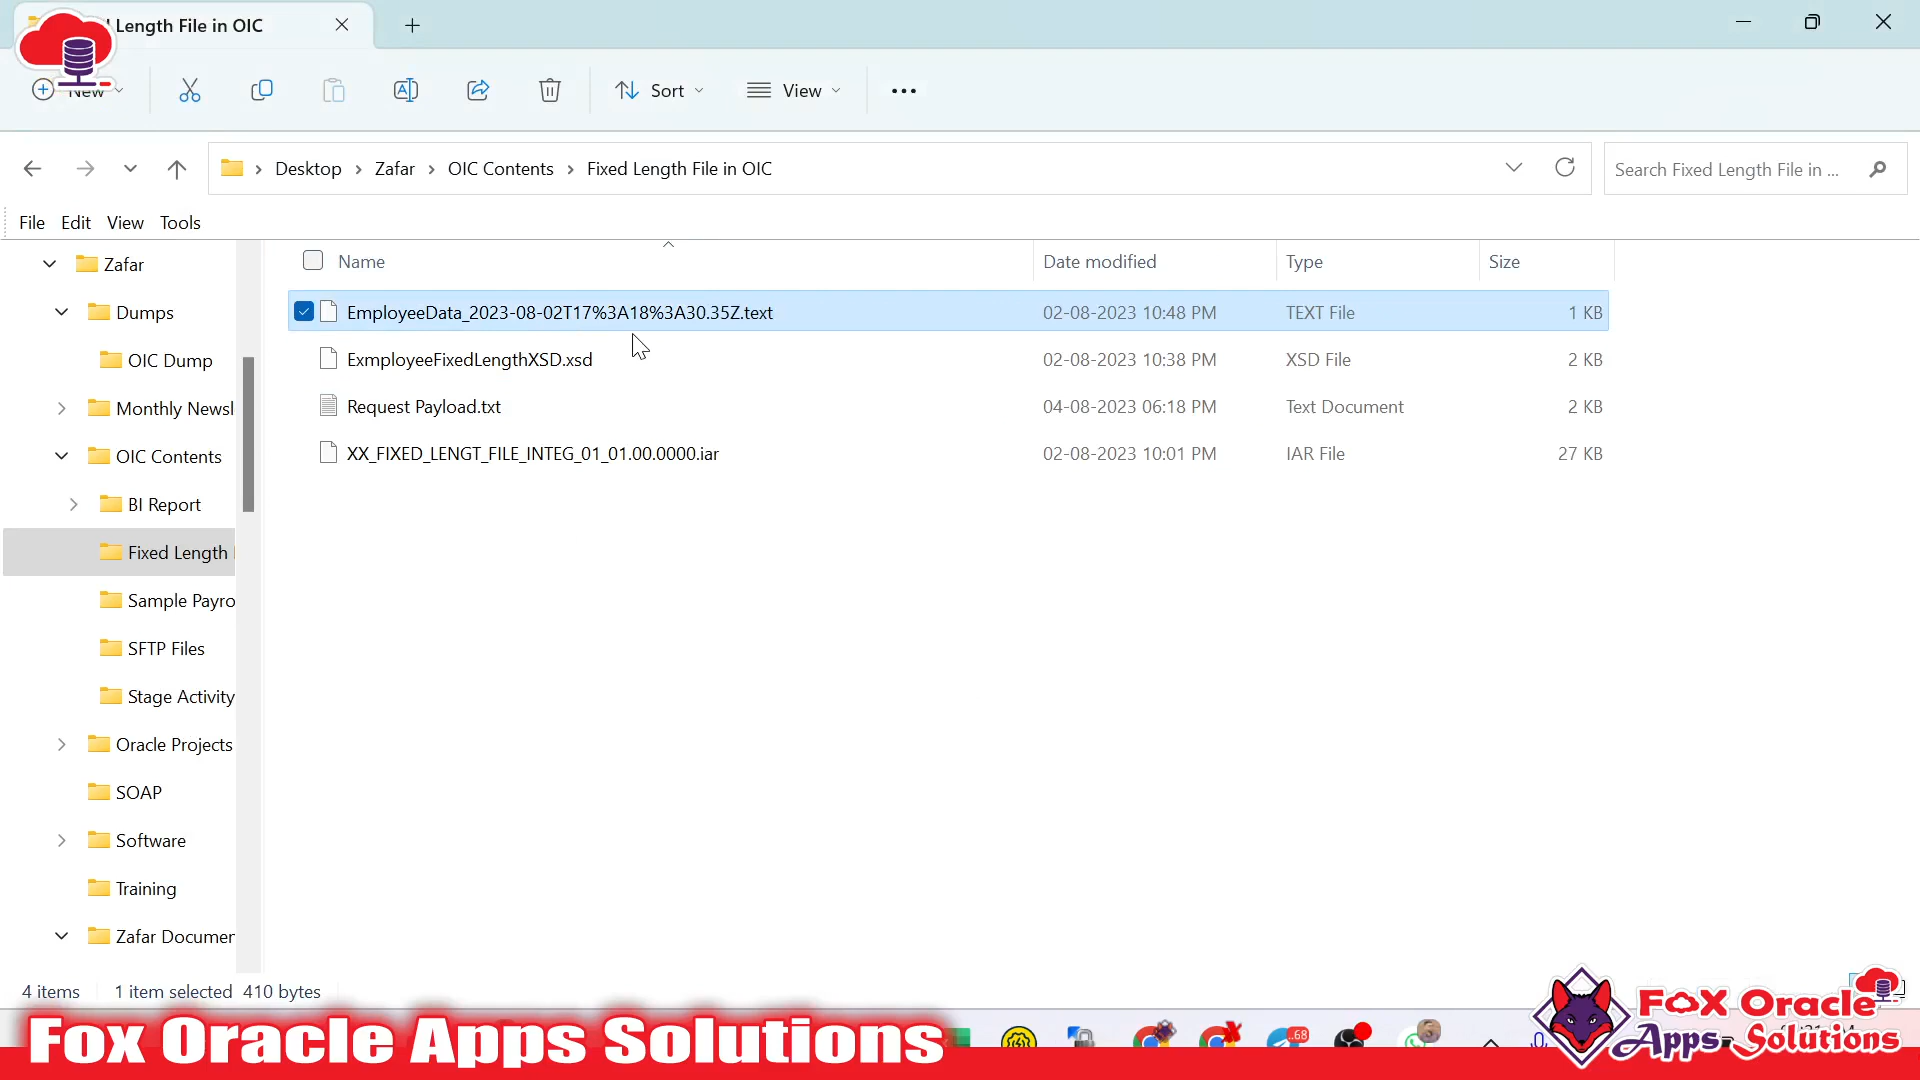 Length File in OIC
New
Sort
View
Desktop
Zafar
OIC Contents
Fixed Length File in OIC
Search Fixed Length File in ...
File Edit View Tools
Name
Date modified
Type
Size
EmployeeData_2023-08-02T17%3A18%3A30.35Z.text 02-08-2023 10:48 PM TEXT File 1 KB
ExmployeeFixedLengthXSD.xsd 02-08-2023 10:38 PM XSD File 2 KB
Request Payload.txt 04-08-2023 06:18 PM Text Document 2 KB
XX_FIXED_LENGT_FILE_INTEG_01_01.00.0000.iar 02-08-2023 10:01 PM IAR File 27 KB
Zafar
Dumps
OIC Dump
Monthly Newsl
OIC Contents
BI Report
Fixed Length
Sample Payro
SFTP Files
Stage Activity
Oracle Projects
SOAP
Software
Training
Zafar Documen
4 items 1 item selected 410 bytes
Fox Oracle Apps Solutions
68
Fox Oracle
Apps Solutions